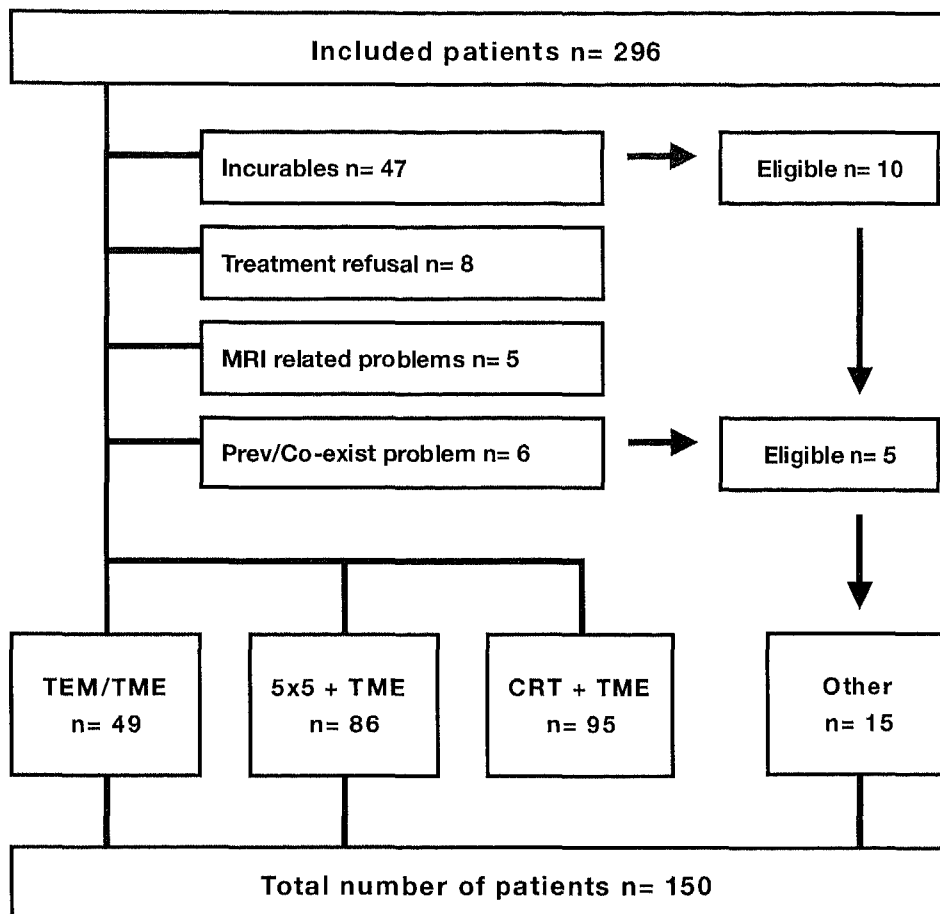 Included patients n= 296
Incurables n= 47
Eligible n= 10
Treatment refusal n= 8
MRI related problems n= 5
Prev/Co-exist problem n= 6
Eligible n= 5
TEM/TME
n= 49
5x5 + TME
n= 86
CRT + TME
n= 95
Other
n= 15
Total number of patients n= 150